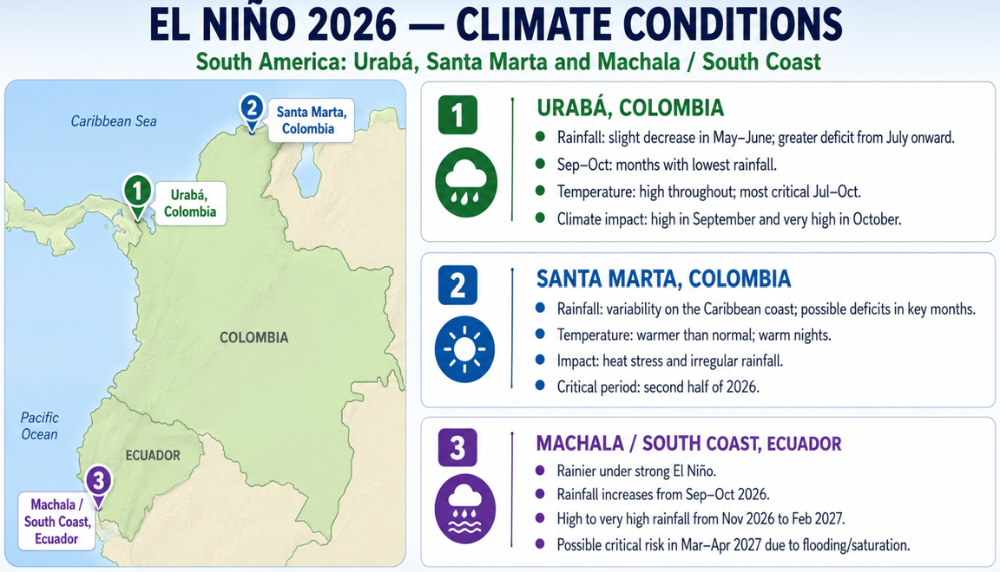 EL NIÑO 2026 — CLIMATE CONDITIONS
South America: Urabá, Santa Marta and Machala / South Coast
Caribbean Sea
2
Santa Marta,
Colombia
1
Urabá,
Colombia
COLOMBIA
Pacific
Ocean
ECUADOR
3
Machala /
South Coast,
Ecuador
1
URABÁ, COLOMBIA
Rainfall: slight decrease in May–June; greater deficit from July onward.
Sep–Oct: months with lowest rainfall.
Temperature: high throughout; most critical Jul–Oct.
Climate impact: high in September and very high in October.
2
SANTA MARTA, COLOMBIA
Rainfall: variability on the Caribbean coast; possible deficits in key months.
Temperature: warmer than normal; warm nights.
Impact: heat stress and irregular rainfall.
Critical period: second half of 2026.
3
MACHALA / SOUTH COAST, ECUADOR
Rainier under strong El Niño.
Rainfall increases from Sep–Oct 2026.
High to very high rainfall from Nov 2026 to Feb 2027.
Possible critical risk in Mar–Apr 2027 due to flooding/saturation.